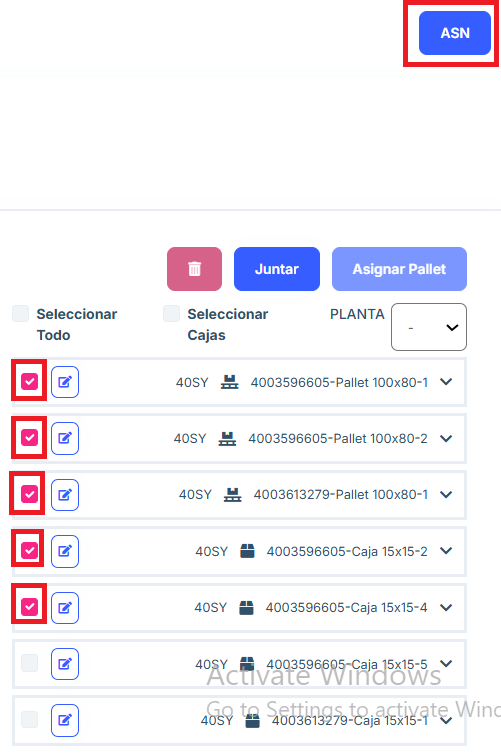 ASN
Juntar
Asignar Pallet
Seleccionar
Todo
Seleccionar
Cajas
PLANTA
-
40SY 4003596605-Pallet 100x80-1
40SY 4003596605-Pallet 100x80-2
40SY 4003613279-Pallet 100x80-1
40SY 4003596605-Caja 15x15-2
40SY 4003596605-Caja 15x15-4
40SY 4003596605-Caja 15x15-5
Activate Windows
Go to Settings to activate Winc
40SY 4003613279-Caja 15x15-1